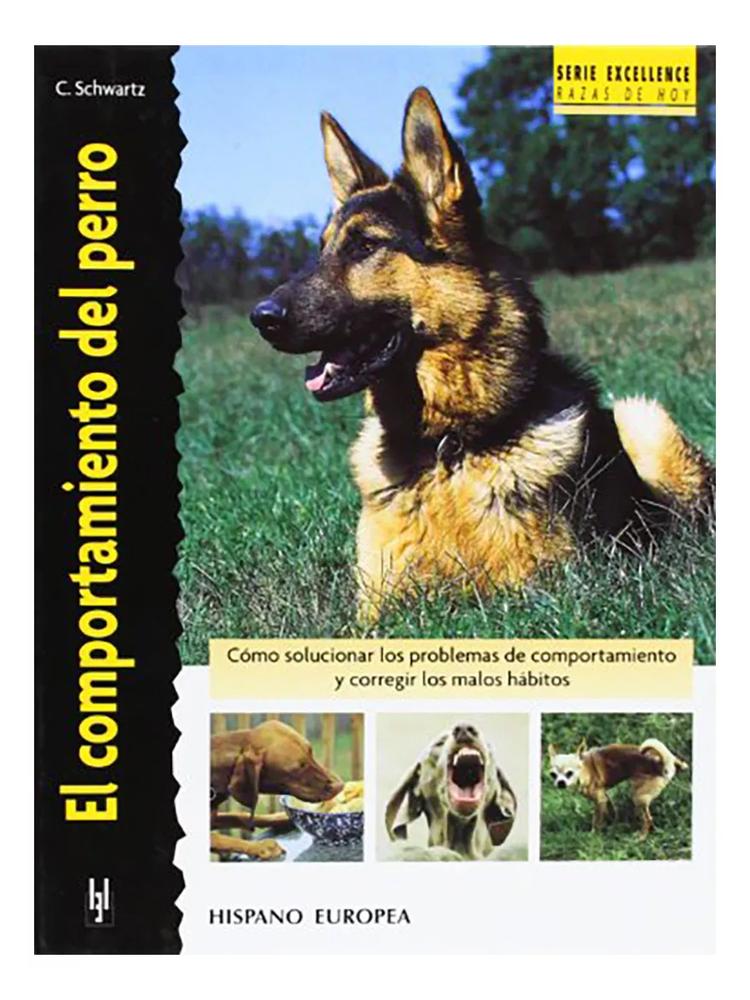 C. Schwartz
El comportamiento del perro
SERIE EXCELLENCE
RAZAS DE HOY
Cómo solucionar los problemas de comportamiento
y corregir los malos hábitos
HISPANO EUROPEA